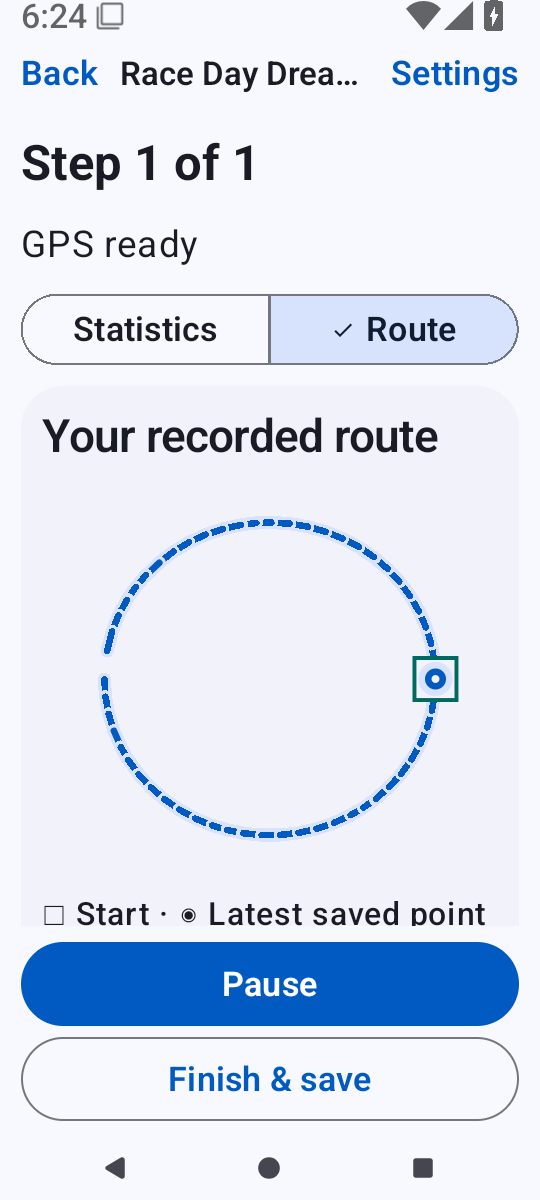 6:24
Back Race Day Drea... Settings
Step 1 of 1
GPS ready
Statistics ✓ Route
Your recorded route
□ Start · ◉ Latest saved point
Pause
Finish & save